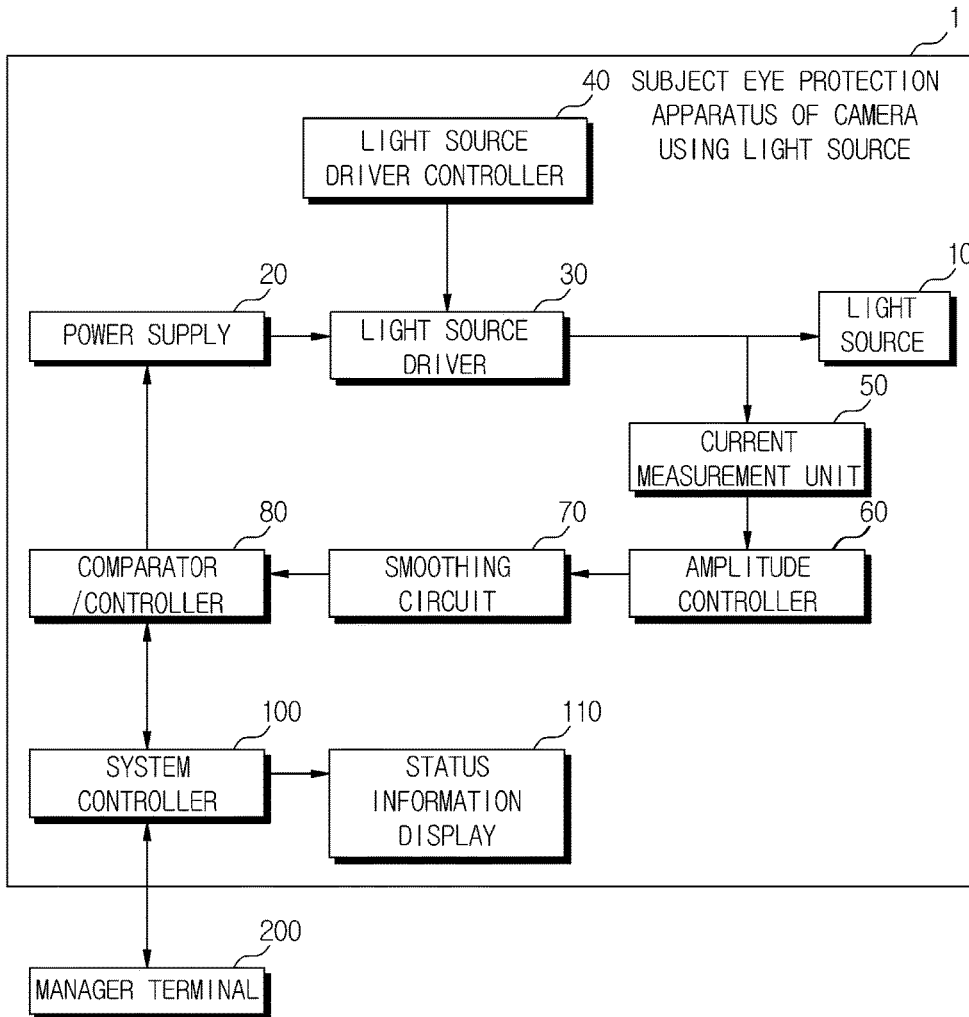 1
40
SUBJECT EYE PROTECTION
APPARATUS OF CAMERA
USING LIGHT SOURCE
LIGHT SOURCE
DRIVER CONTROLLER
20
POWER SUPPLY
30
LIGHT SOURCE
DRIVER
10
LIGHT
SOURCE
50
CURRENT
MEASUREMENT UNIT
80
COMPARATOR
/CONTROLLER
70
SMOOTHING
CIRCUIT
60
AMPLITUDE
CONTROLLER
100
SYSTEM
CONTROLLER
110
STATUS
INFORMATION
DISPLAY
200
MANAGER TERMINAL